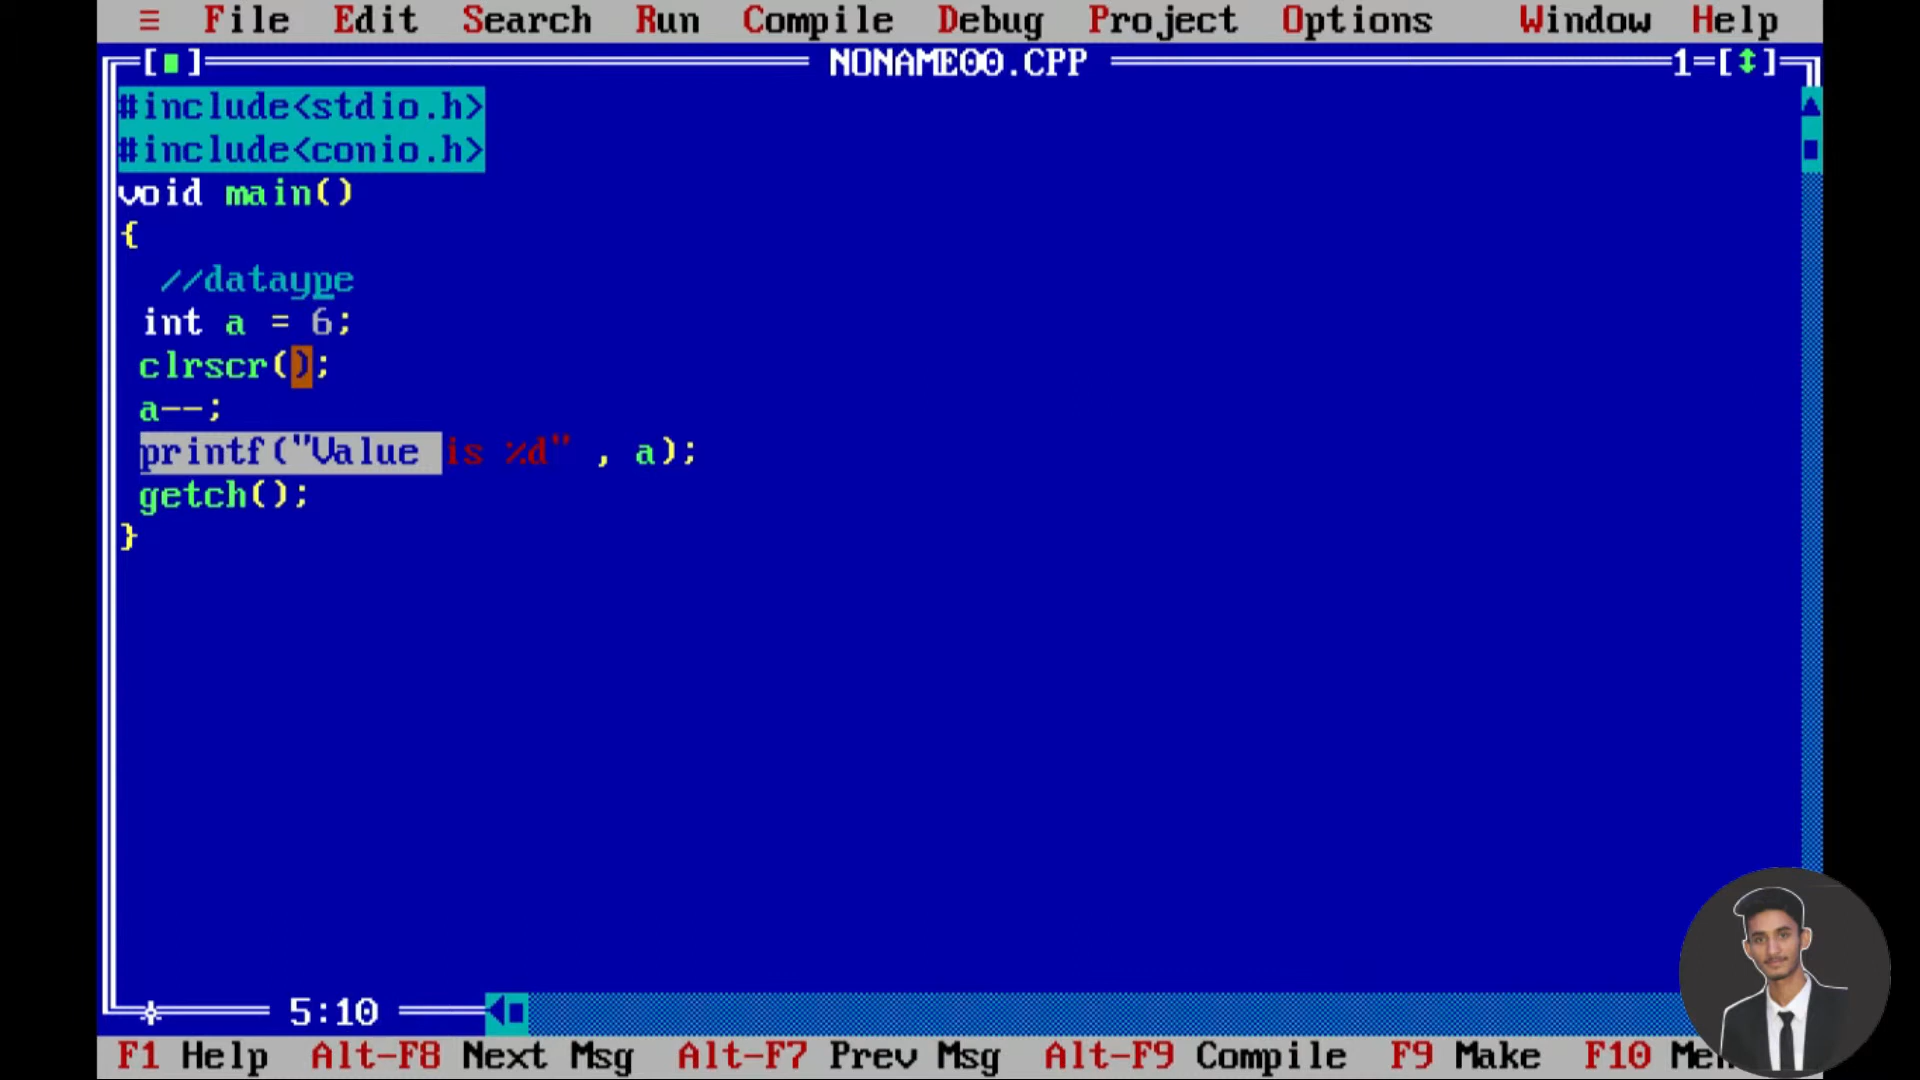 ≡ File Edit Search Run Compile Debug Project Options Window Help
[■] NONAME00.CPP 1=[↕]
#include<stdio.h>
#include<conio.h>
void main()
{
//dataype
int a = 6;
clrscr();
a--;
printf("Value is %d" , a);
getch();
}
5:10
F1 Help Alt-F8 Next Msg Alt-F7 Prev Msg Alt-F9 Compile F9 Make F10